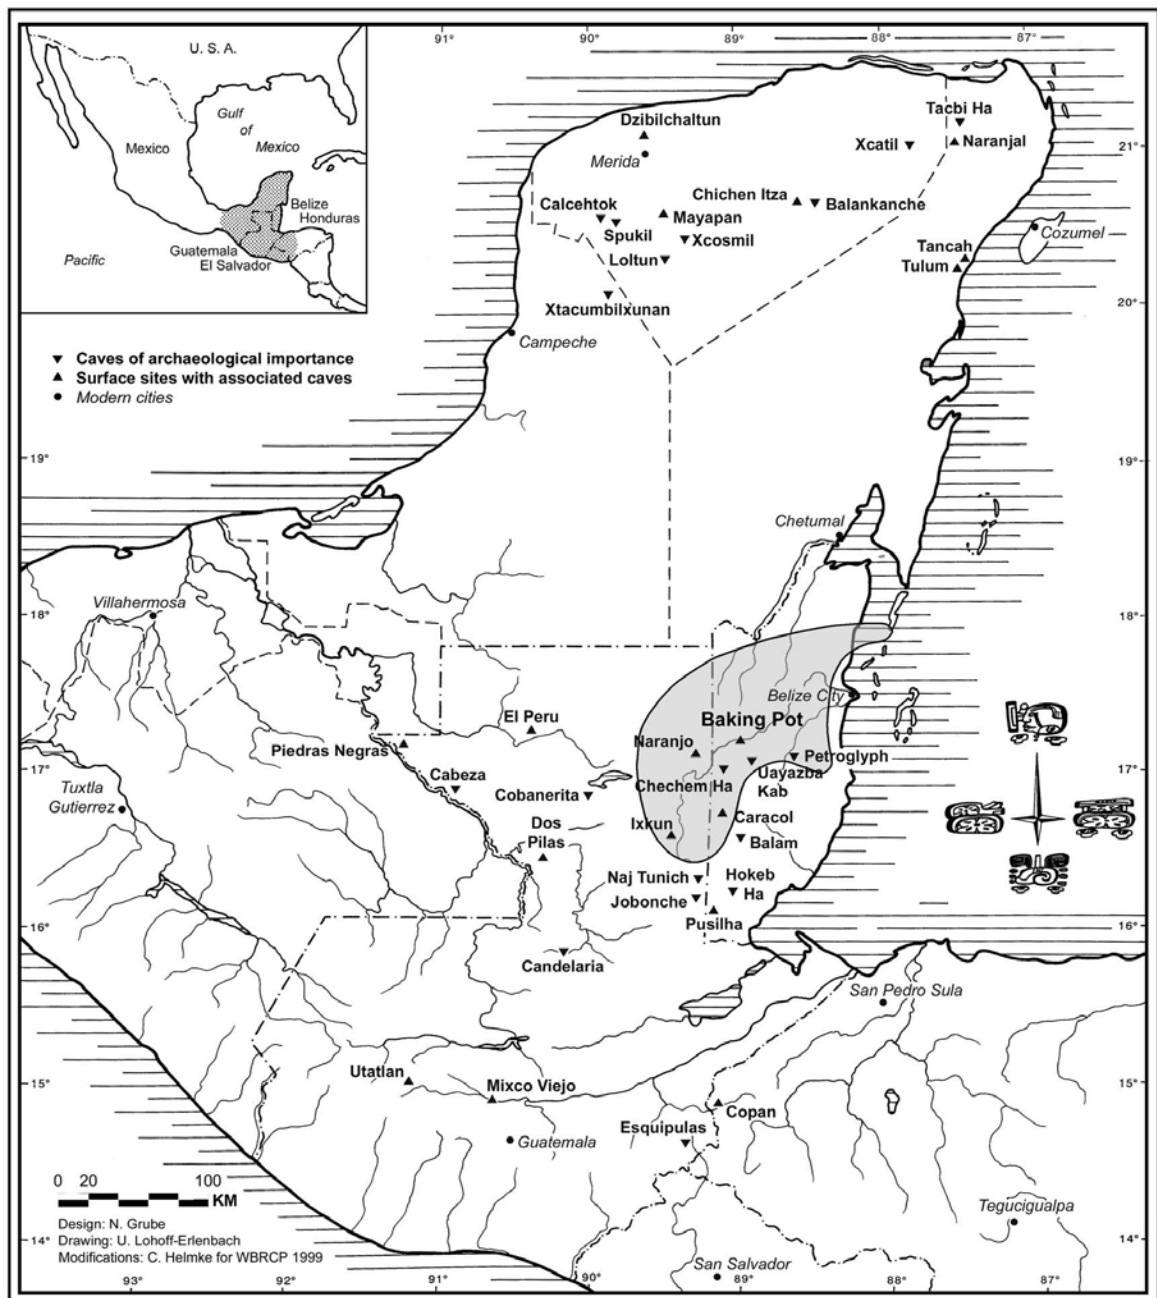 U. S. A.
Gulf
of
Mexico
Mexico
Belize
Honduras
Guatemala
El Salvador
Pacific
91°
90°
89°
88°
87°
Tacbi Ha
Dzibilchaltun
Merida
Xcatil
Naranjal
21°
Chichen Itza
Balankanche
Calcehtok
Mayapan
Spukil
Xcosmil
Loltun
Cozumel
Tancah
Tulum
Xtacumbilxunan
20°
Campeche
Caves of archaeological importance
Surface sites with associated caves
Modern cities
19°
19°
Chetumal
Villahermosa
18°
18°
Belize City
El Peru
Baking Pot
Piedras Negras
Naranjo
Petroglyph
Cabeza
Cobanerita
Chechem Ha
Uayazba
Kab
17°
17°
Tuxtla
Gutierrez
Dos
Pilas
Ixkun
Caracol
Balam
Naj Tunich
Hokeb
Ha
Jobonche
Pusilha
16°
16°
Candelaria
San Pedro Sula
15°
15°
Utatlan
Mixco Viejo
Copan
Esquipulas
Guatemala
0 20 100
KM
Design: N. Grube
Drawing: U. Lohoff-Erlenbach
Modifications: C. Helmke for WBRCP 1999
Tegucigualpa
14°
14°
San Salvador
93°
92°
91°
90°
89°
88°
87°